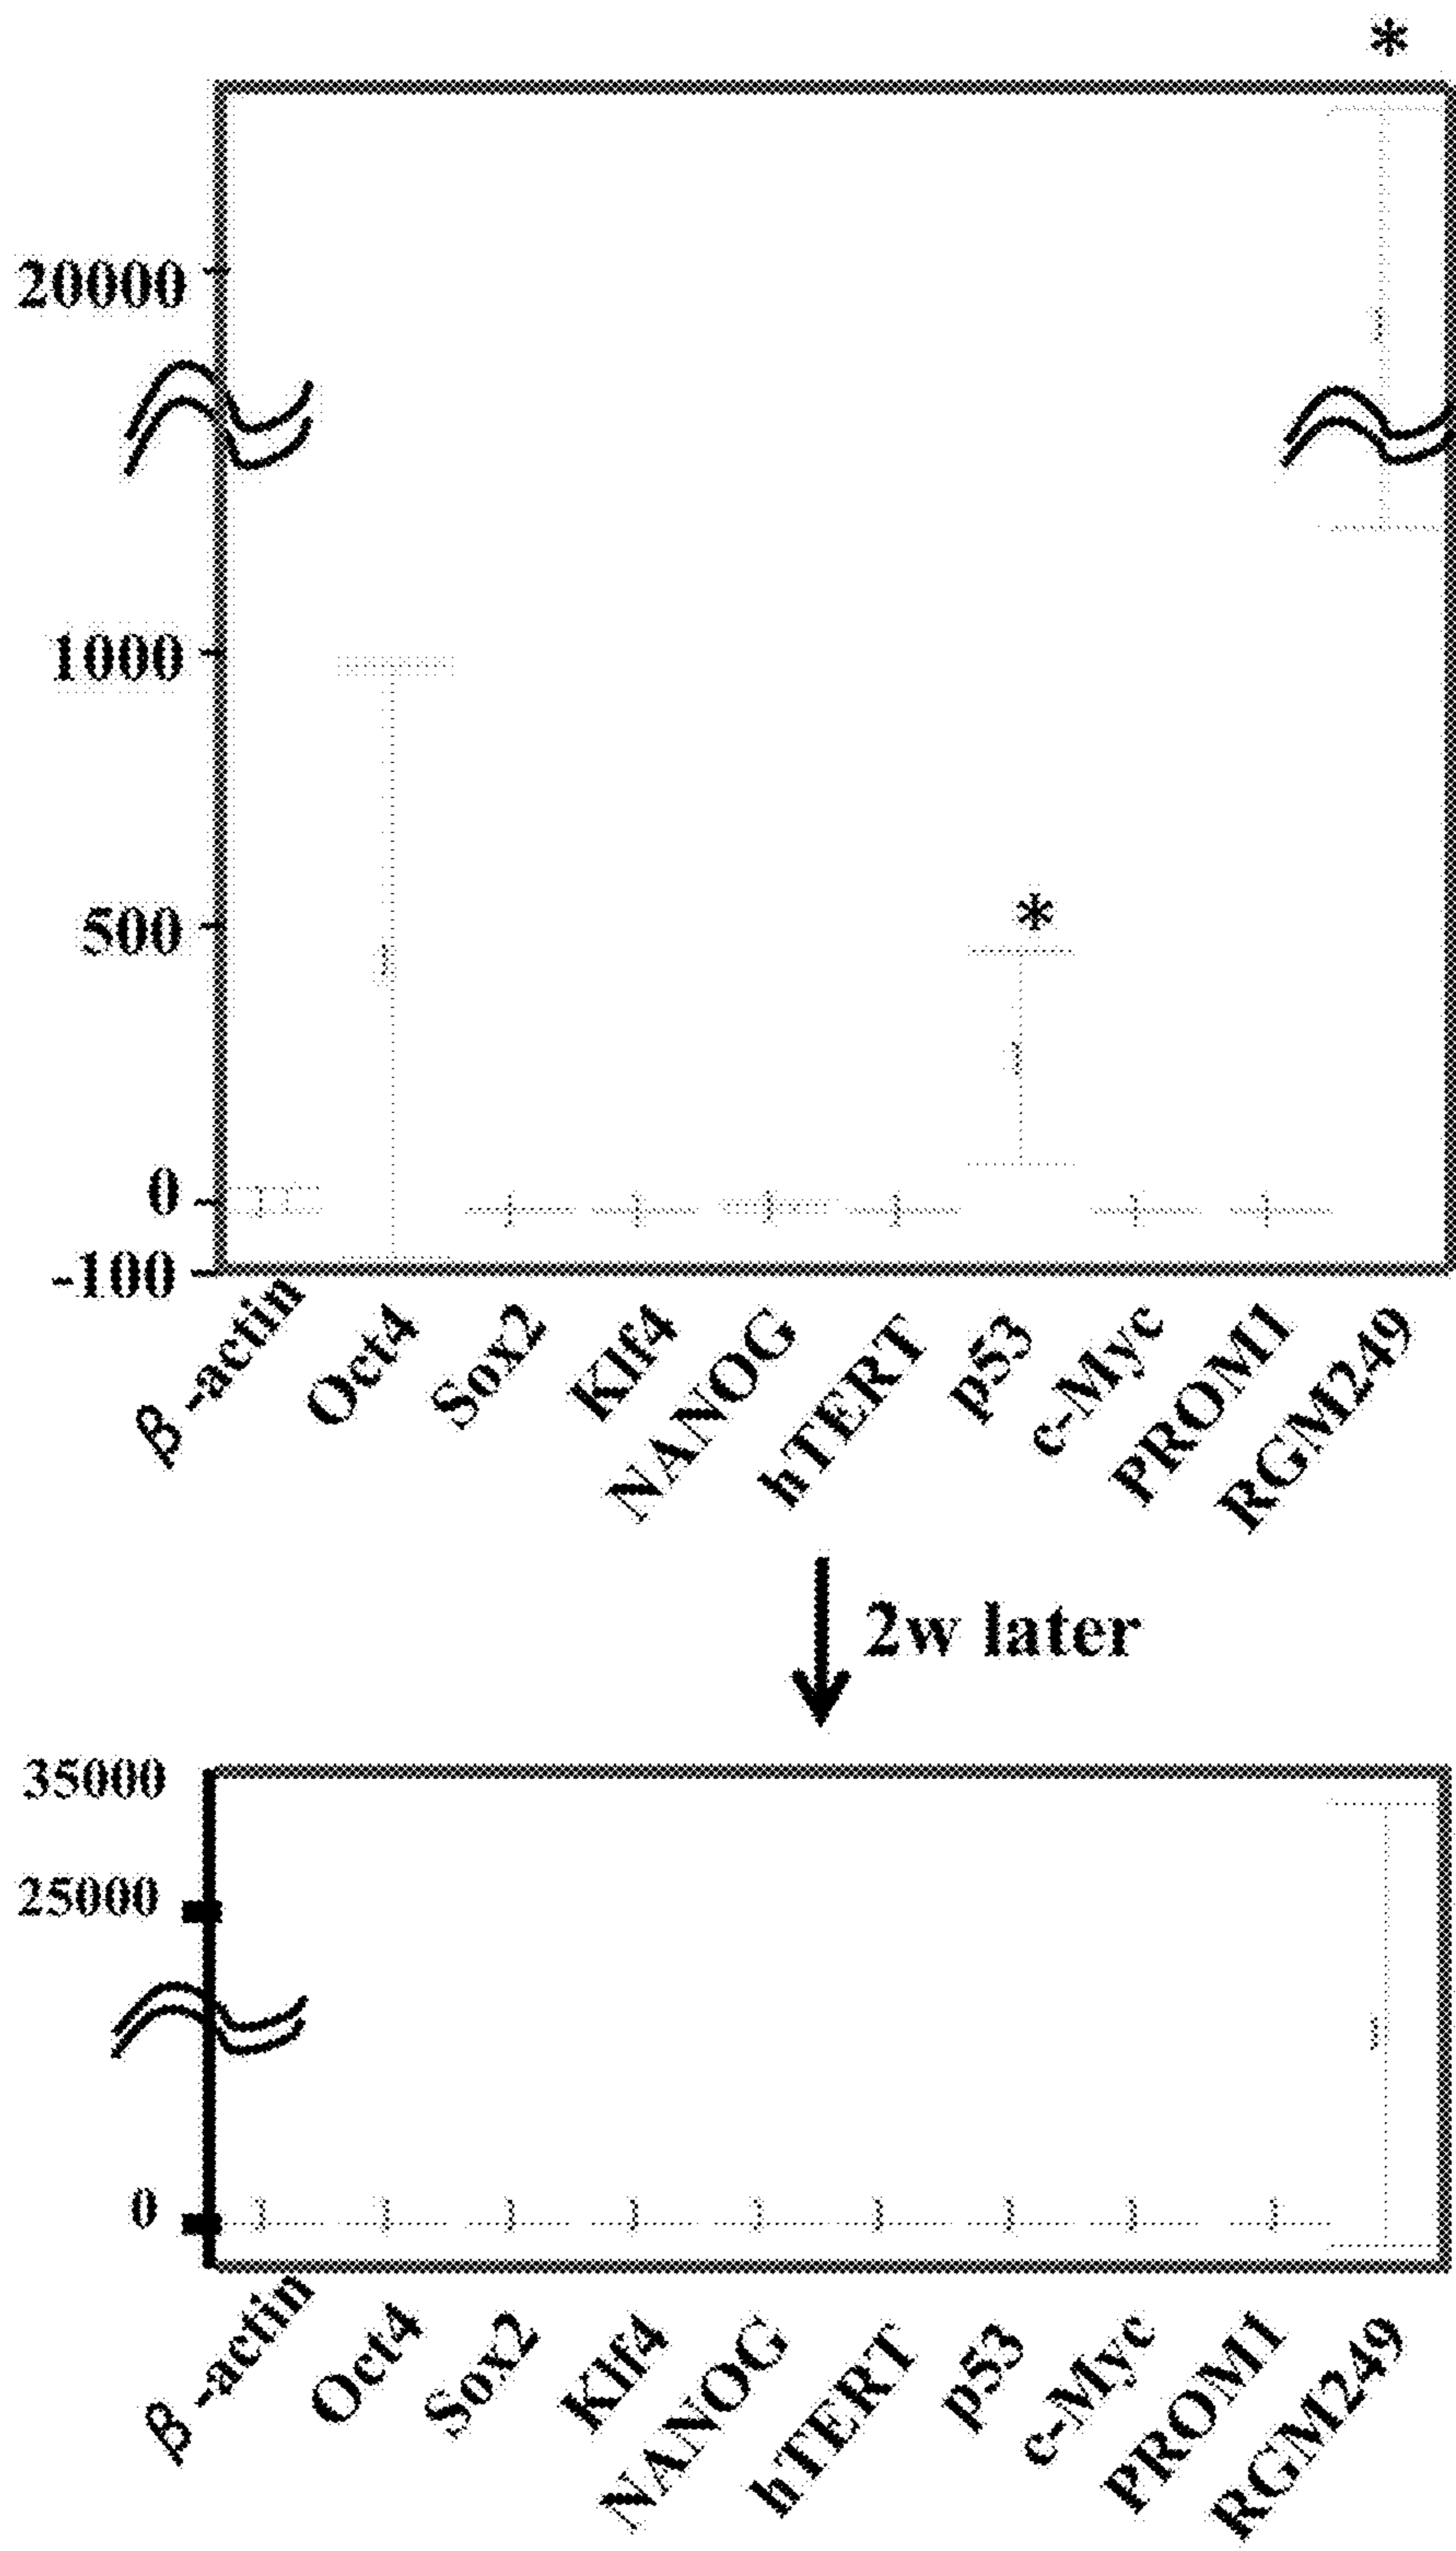 *
20000
1000
500
*
0
-100
β-actin
Oct4
Sox2
Klf4
NANOG
hTERT
p53
c-Myc
PROM1
RGM249
2w later
35000
25000
0
β-actin
Oct4
Sox2
Klf4
NANOG
hTERT
p53
c-Myc
PROM1
RGM249